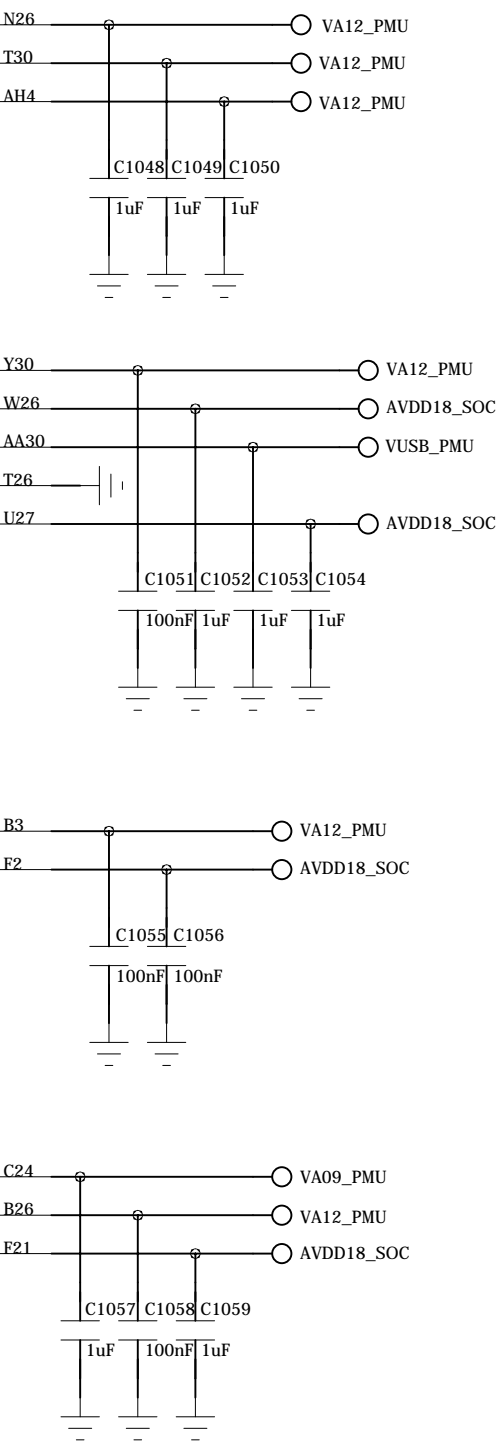 N26 VA12_PMU
T30 VA12_PMU
AH4 VA12_PMU
C1048 C1049 C1050
1uF 1uF 1uF
Y30 VA12_PMU
W26 AVDD18_SOC
AA30 VUSB_PMU
T26
U27 AVDD18_SOC
C1051 C1052 C1053 C1054
100nF 1uF 1uF 1uF
B3 VA12_PMU
F2 AVDD18_SOC
C1055 C1056
100nF 100nF
C24 VA09_PMU
B26 VA12_PMU
F21 AVDD18_SOC
C1057 C1058 C1059
1uF 100nF 1uF